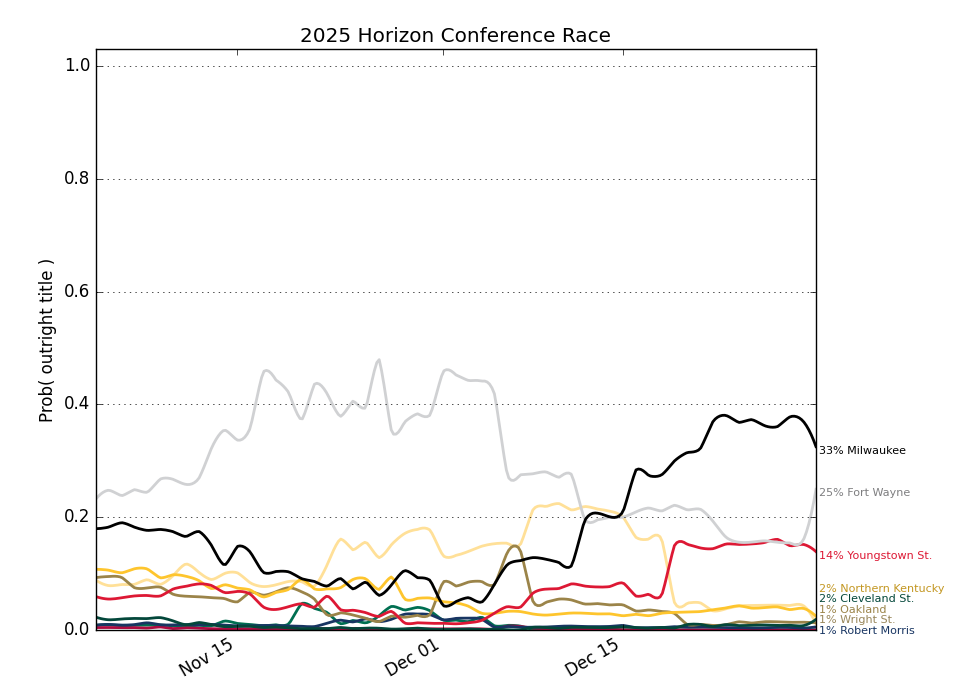 2025 Horizon Conference Race
Prob( outright title )
1.0
0.8
0.6
0.4
0.2
0.0
Nov 15
Dec 01
Dec 15
33% Milwaukee
25% Fort Wayne
14% Youngstown St.
2% Northern Kentucky
2% Cleveland St.
1% Oakland
1% Wright St.
1% Robert Morris